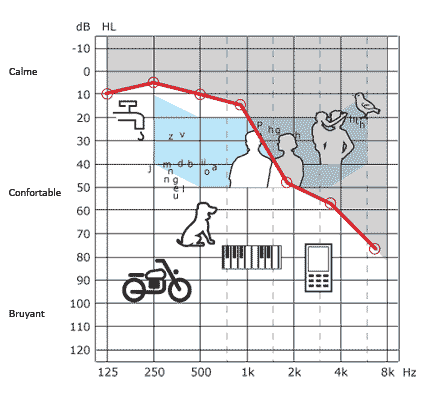 dB HL
-10
Calme
0
10
20
30
40
50
Confortable
60
70
80
90
100
Bruyant
110
120
z v
p h g k h
f t h
j m d b i
n a
n g o
e
u l
125 250 500 1k 2k 4k 8k Hz